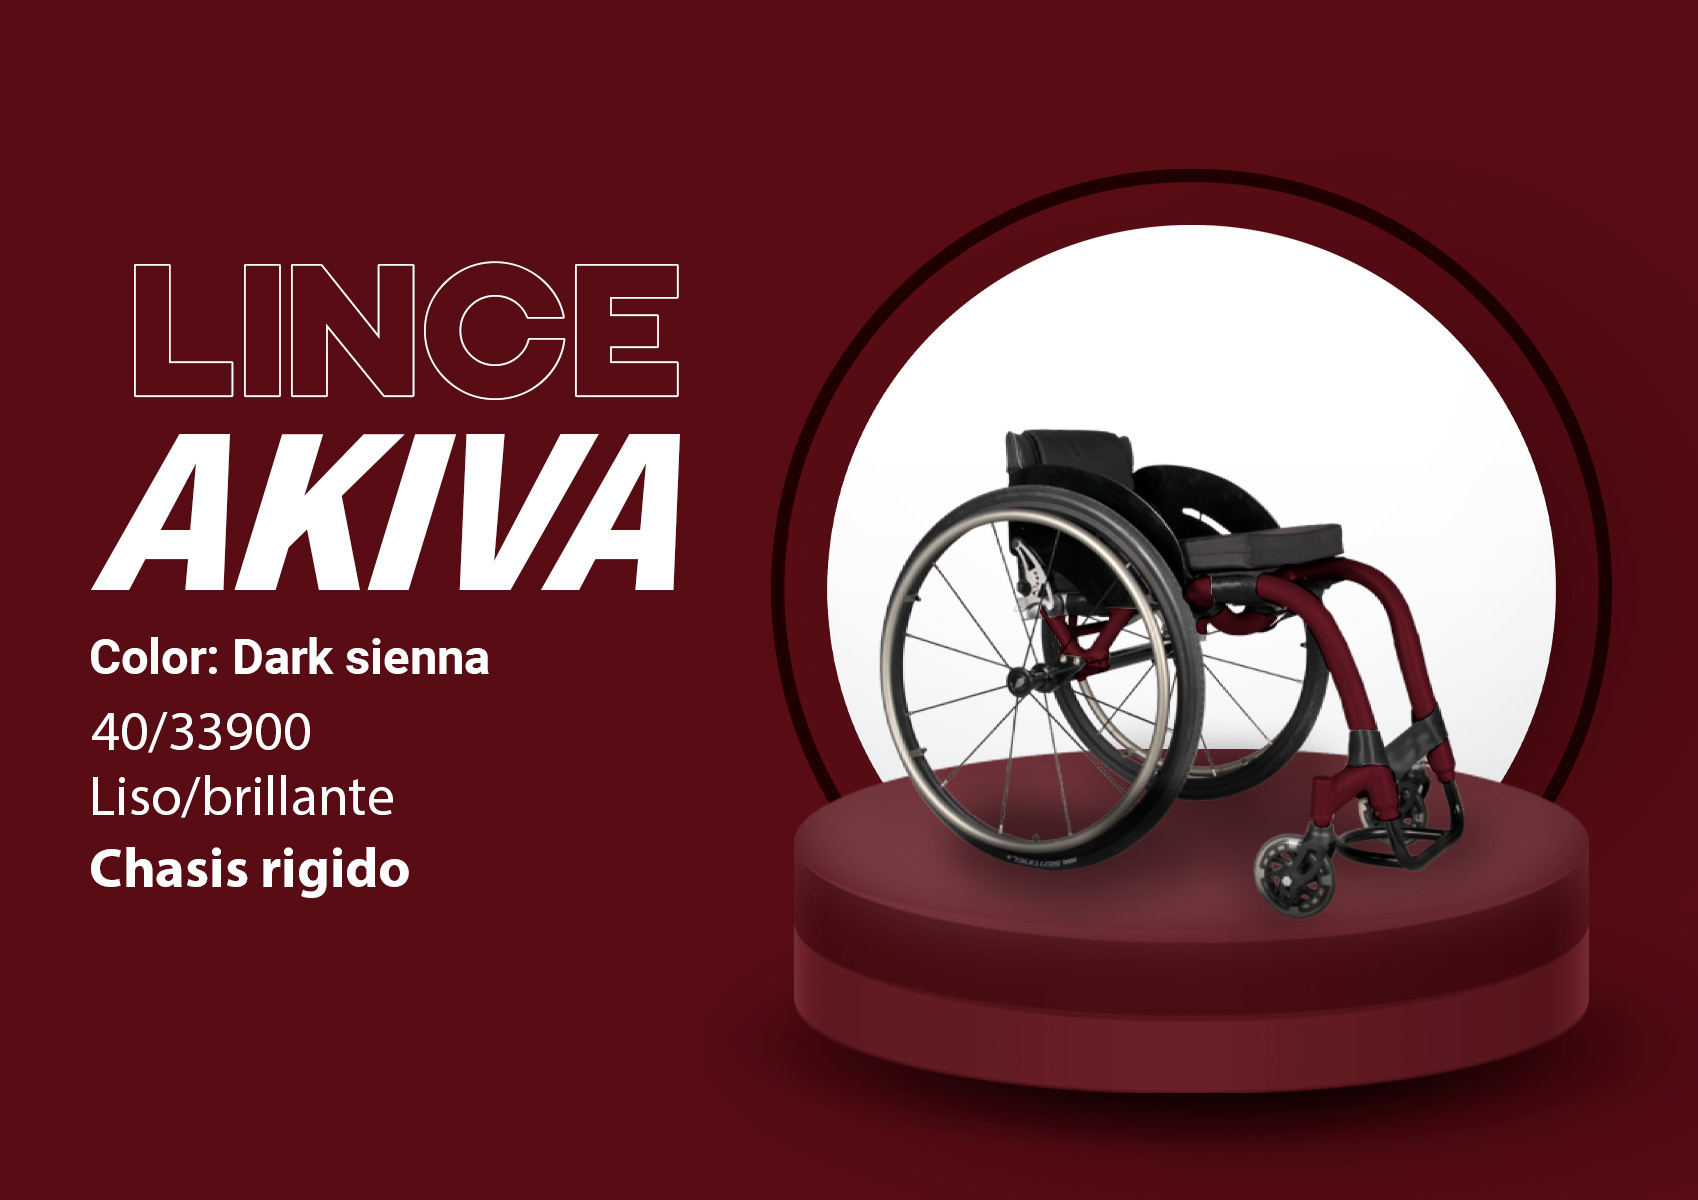 LINCE
AKIVA
Color: Dark sienna
40/33900
Liso/brillante
Chasis rigido